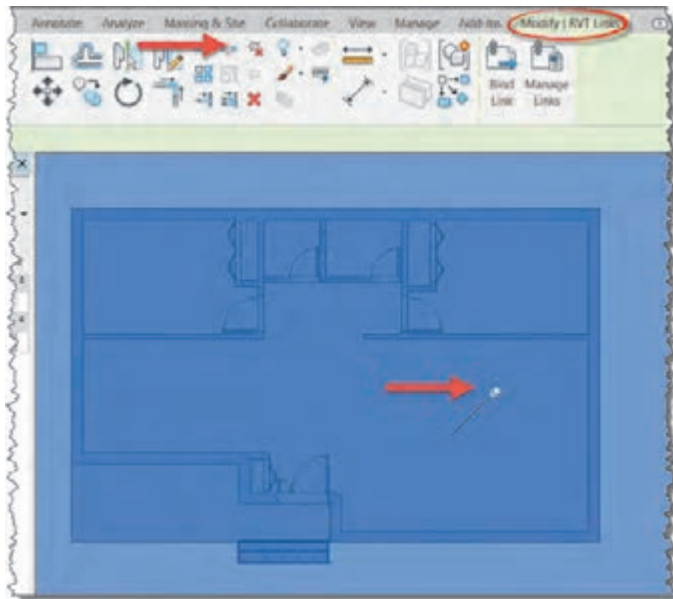 Annotate Analyze Massing & Site Collaborate View Manage Add-Ins Modify | RVT Links
Bind Manage
Link Links